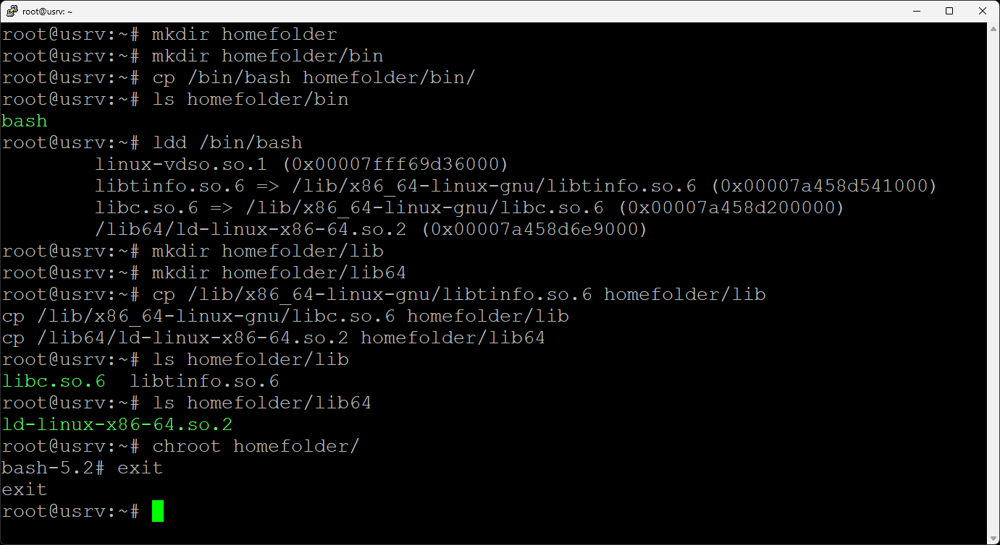 root@usrv: ~
root@usrv:~# mkdir homefolder
root@usrv:~# mkdir homefolder/bin
root@usrv:~# cp /bin/bash homefolder/bin/
root@usrv:~# ls homefolder/bin
bash
root@usrv:~# ldd /bin/bash
        linux-vdso.so.1 (0x00007fff69d36000)
        libtinfo.so.6 => /lib/x86_64-linux-gnu/libtinfo.so.6 (0x00007a458d541000)
        libc.so.6 => /lib/x86_64-linux-gnu/libc.so.6 (0x00007a458d200000)
        /lib64/ld-linux-x86-64.so.2 (0x00007a458d6e9000)
root@usrv:~# mkdir homefolder/lib
root@usrv:~# mkdir homefolder/lib64
root@usrv:~# cp /lib/x86_64-linux-gnu/libtinfo.so.6 homefolder/lib
cp /lib/x86_64-linux-gnu/libc.so.6 homefolder/lib
cp /lib64/ld-linux-x86-64.so.2 homefolder/lib64
root@usrv:~# ls homefolder/lib
libc.so.6  libtinfo.so.6
root@usrv:~# ls homefolder/lib64
ld-linux-x86-64.so.2
root@usrv:~# chroot homefolder/
bash-5.2# exit
exit
root@usrv:~#